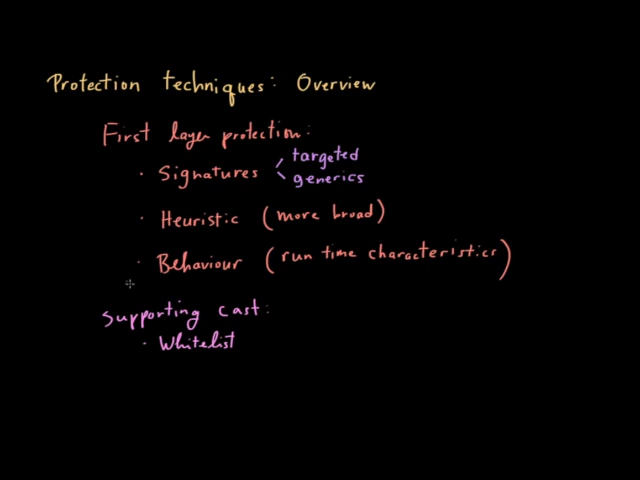 Protection techniques: Overview
First layer protection:
· Signatures
targeted
generics
· Heuristic (more broad)
· Behaviour (run time characteristics)
Supporting cast:
· Whitelist